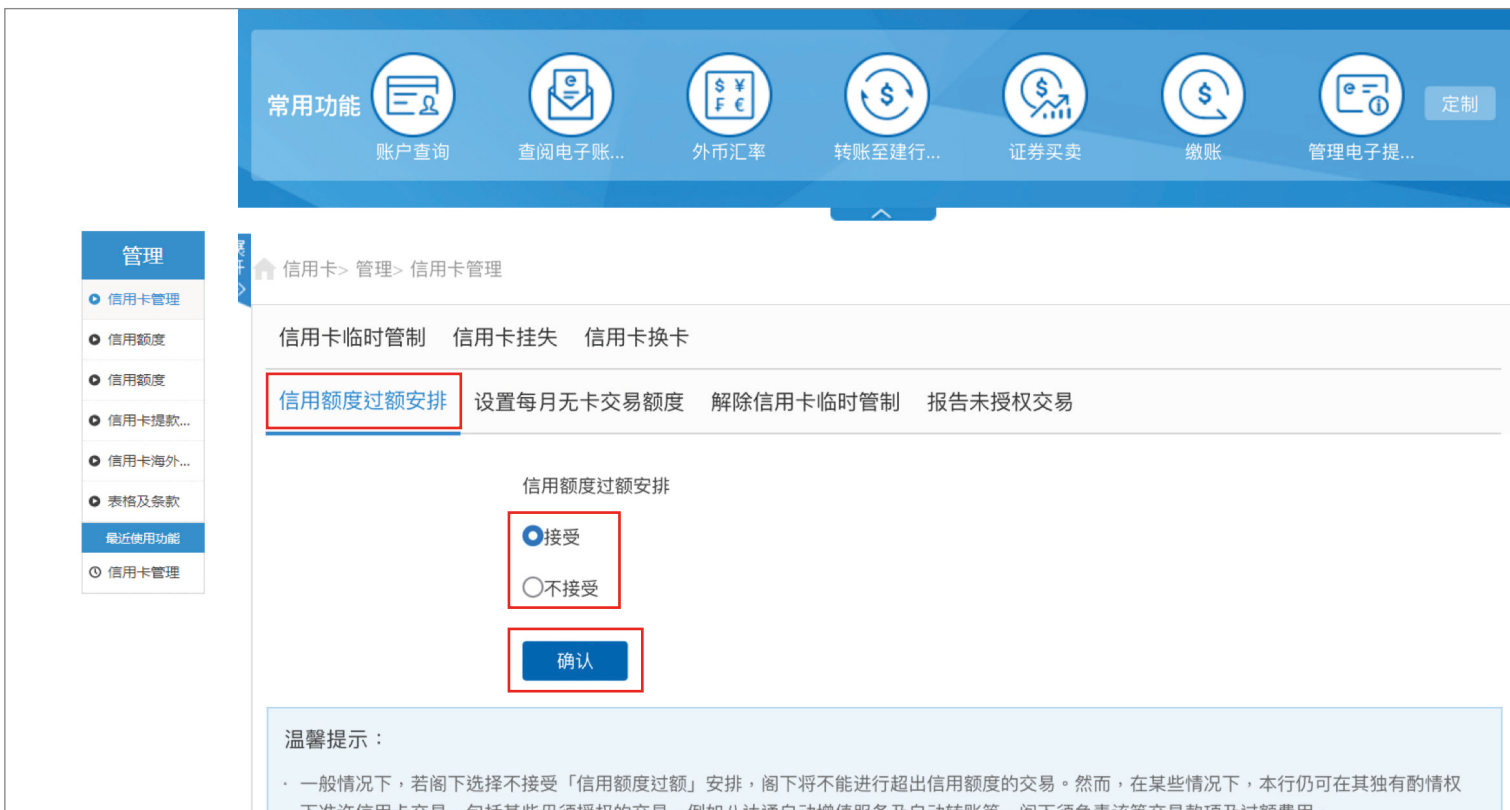 常用功能
账户查询
查阅电子账...
外币汇率
转账至建行...
证券买卖
缴账
管理电子提...
定制
管理
信用卡管理
信用额度
信用额度
信用卡提款...
信用卡海外...
表格及条款
最近使用功能
信用卡管理
信用卡> 管理> 信用卡管理
信用卡临时管制 信用卡挂失 信用卡换卡
信用额度过额安排 设置每月无卡交易额度 解除信用卡临时管制 报告未授权交易
信用额度过额安排
接受
不接受
确认
温馨提示：
· 一般情况下，若阁下选择不接受「信用额度过额」安排，阁下将不能进行超出信用额度的交易。然而，在某些情况下，本行仍可在其独有酌情权